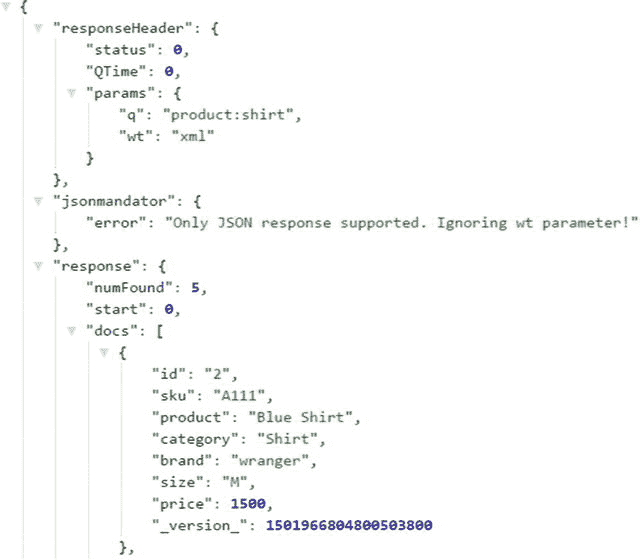 {
"responseHeader": {
"status": 0,
"QTime": 0,
"params": {
"q": "product:shirt",
"wt": "xml"
}
},
"jsonmandator": {
"error": "Only JSON response supported. Ignoring wt parameter!"
},
"response": {
"numFound": 5,
"start": 0,
"docs": [
{
"id": "2",
"sku": "A111",
"product": "Blue Shirt",
"category": "Shirt",
"brand": "wranger",
"size": "M",
"price": 1500,
"_version_": 1501966804800503800
},